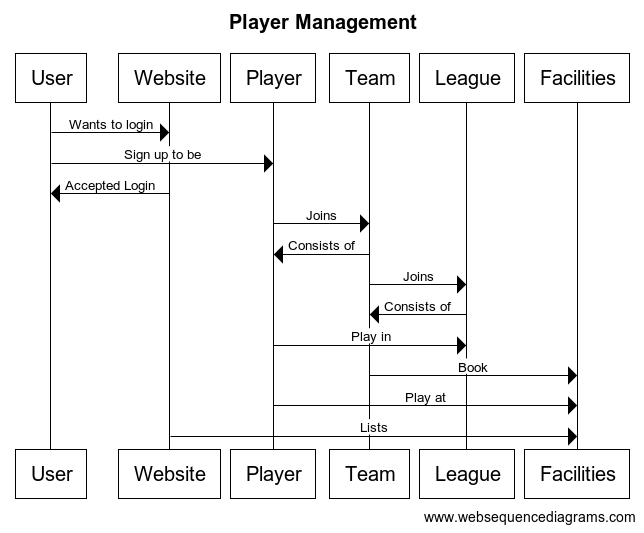 Player Management
User Website Player Team League Facilities
Wants to login
Sign up to be
Accepted Login
Joins
Consists of
Joins
Consists of
Play in
Book
Play at
Lists
User Website Player Team League Facilities
www.websequencediagrams.com